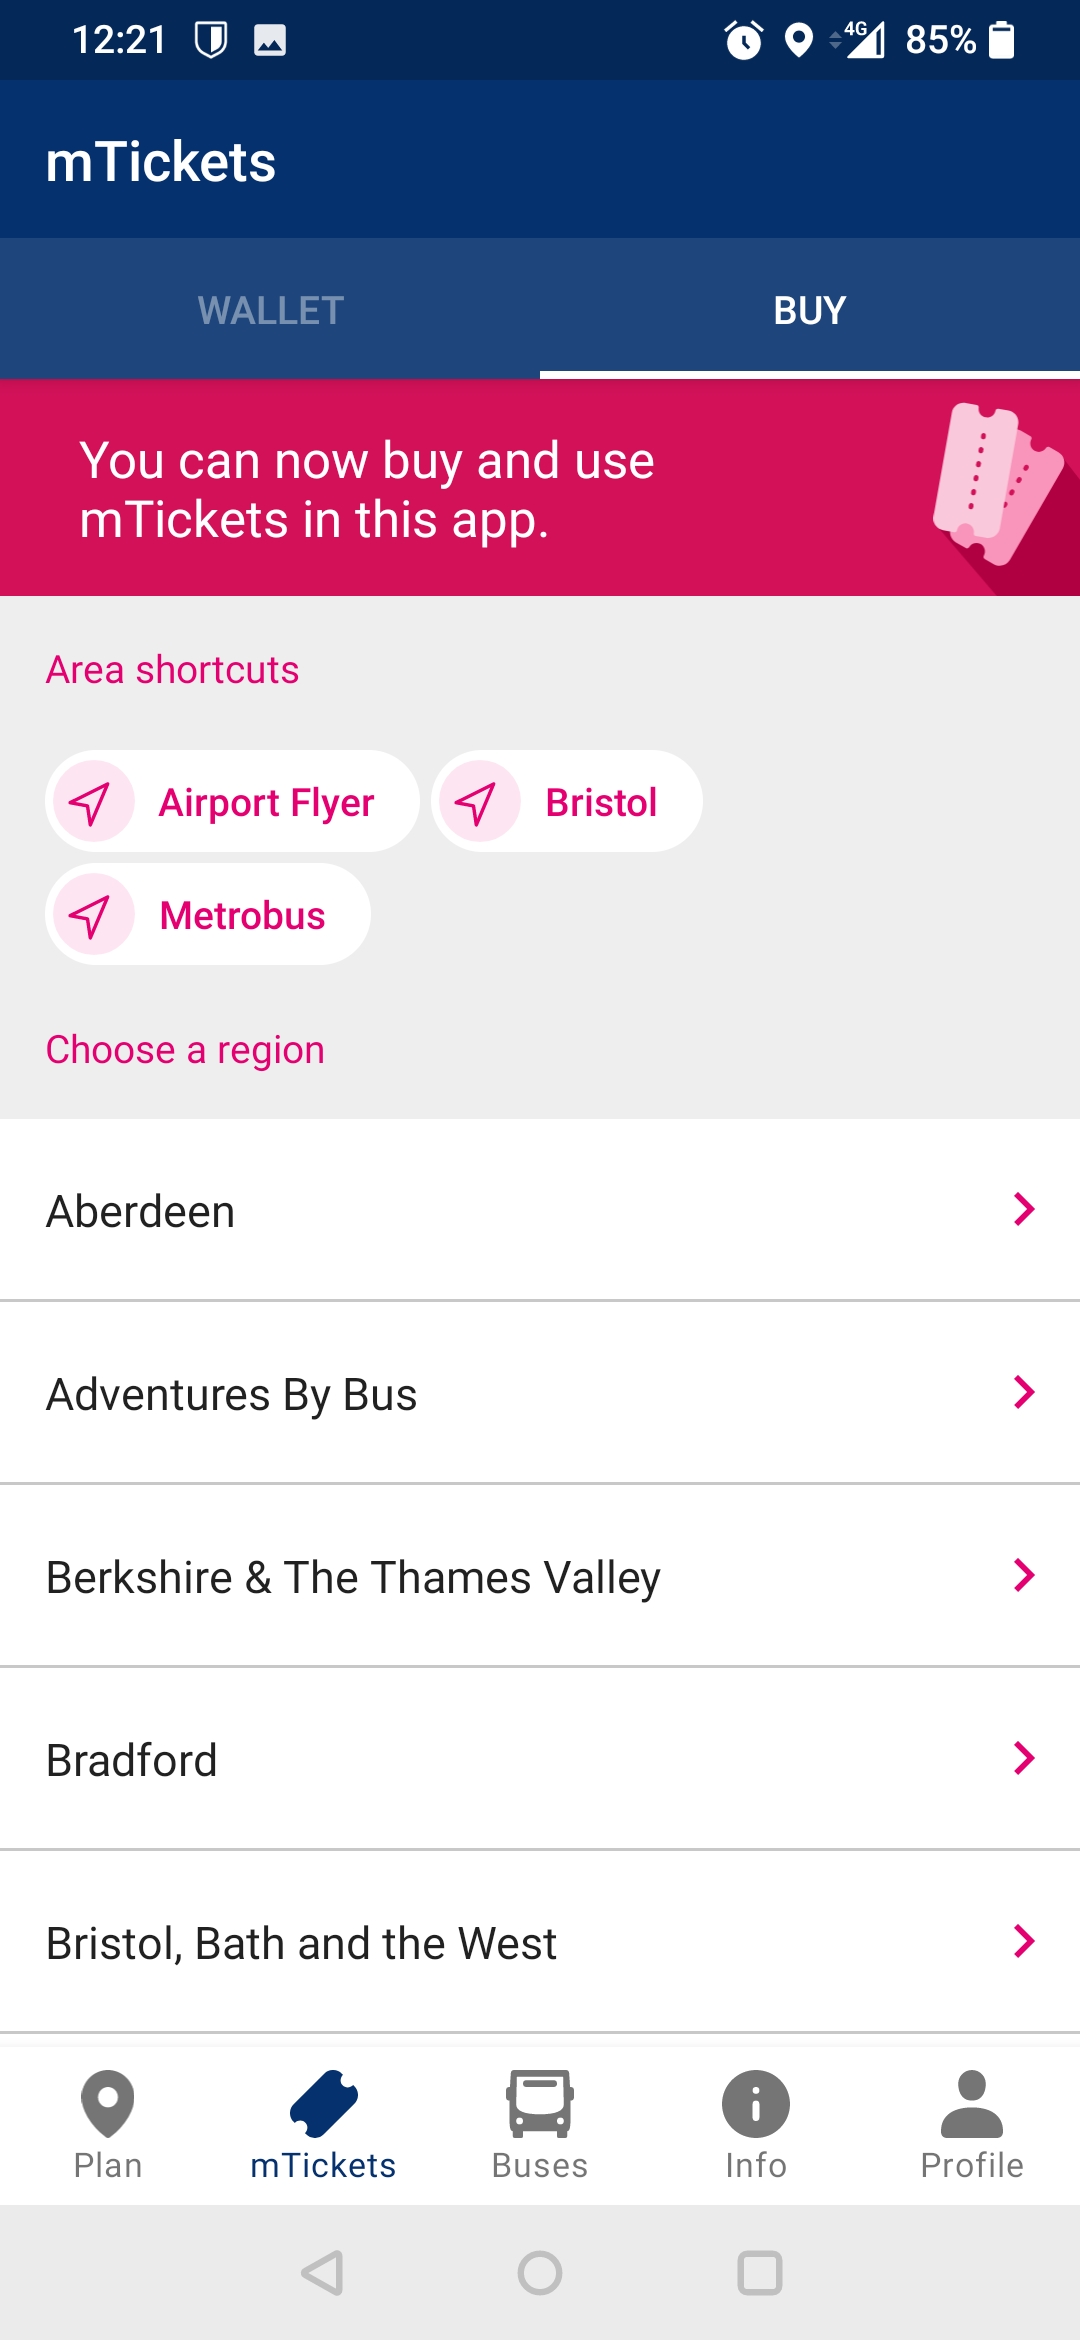 12:21 4G 85%
mTickets
WALLET BUY
You can now buy and use
mTickets in this app.
Area shortcuts
Airport Flyer Bristol
Metrobus
Choose a region
Aberdeen
Adventures By Bus
Berkshire & The Thames Valley
Bradford
Bristol, Bath and the West
Plan mTickets Buses Info Profile